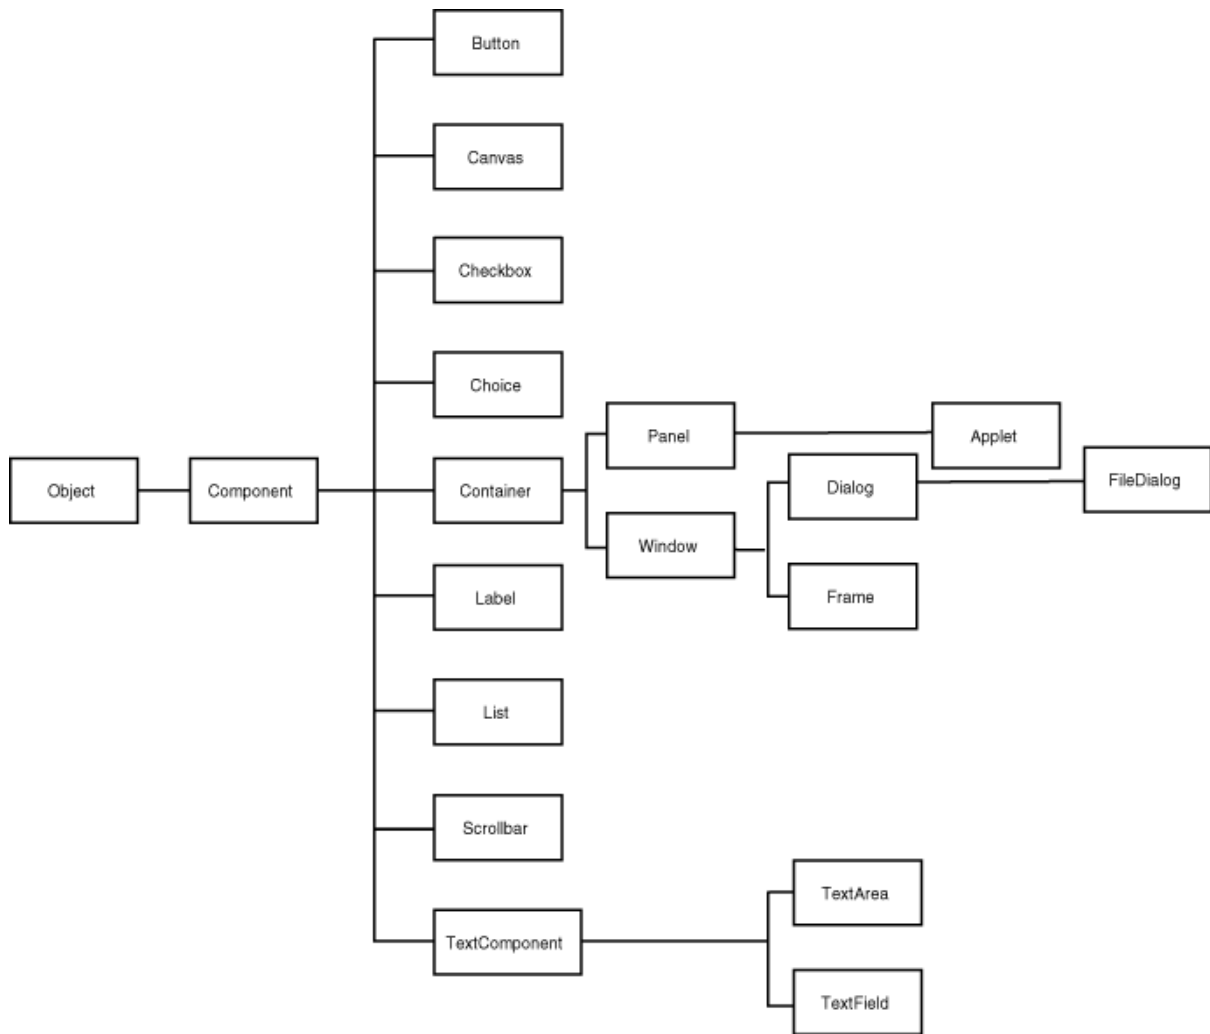 Button
Canvas
Checkbox
Choice
Panel
Applet
Object
Component
Container
Dialog
FileDialog
Window
Label
Frame
List
Scrollbar
TextComponent
TextArea
TextField